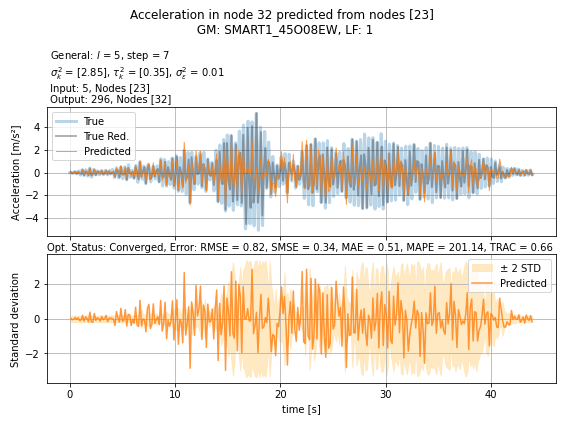 Acceleration in node 32 predicted from nodes [23]
GM: SMART1_45O08EW, LF: 1
General: l = 5, step = 7
σ²ₖ = [2.85], τ²ₖ = [0.35], σ²ε = 0.01
Input: 5, Nodes [23]
Output: 296, Nodes [32]
True
True Red.
Predicted
Acceleration [m/s²]
4
2
0
−2
−4
Opt. Status: Converged, Error: RMSE = 0.82, SMSE = 0.34, MAE = 0.51, MAPE = 201.14, TRAC = 0.66
± 2 STD
Predicted
Standard deviation
2
0
−2
0 10 20 30 40
time [s]